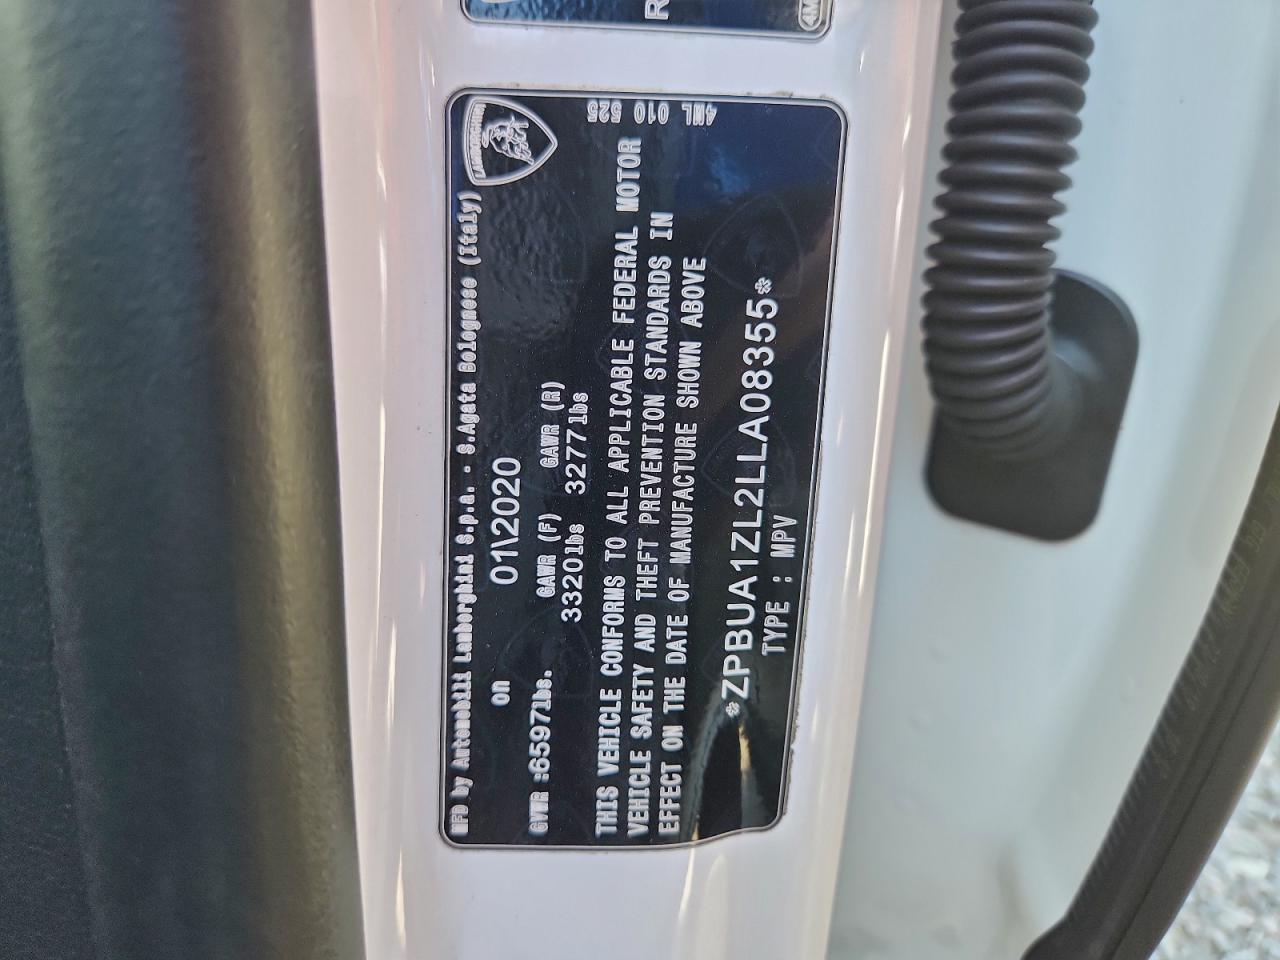 R
4M
LAMBORGHINI
4ML 010 525
MFD by Automobili Lamborghini S.p.a. - S.Agata Bolognese (Italy)
on 01\2020
GVWR :6597lbs. GAWR (F) GAWR (R)
3320lbs 3277lbs
THIS VEHICLE CONFORMS TO ALL APPLICABLE FEDERAL MOTOR
VEHICLE SAFETY AND THEFT PREVENTION STANDARDS IN
EFFECT ON THE DATE OF MANUFACTURE SHOWN ABOVE
*ZPBUA1ZL2LLA08355*
TYPE : MPV